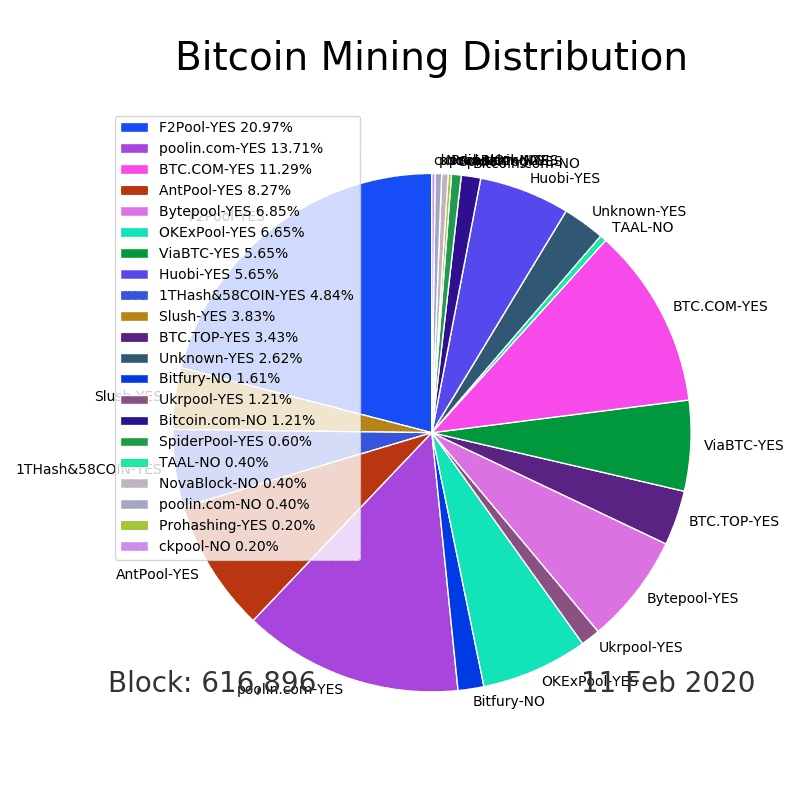 Bitcoin Mining Distribution
F2Pool-YES 20.97%
poolin.com-YES 13.71%
BTC.COM-YES 11.29%
AntPool-YES 8.27%
Bytepool-YES 6.85%
OKExPool-YES 6.65%
ViaBTC-YES 5.65%
Huobi-YES 5.65%
1THash&58COIN-YES 4.84%
Slush-YES 3.83%
BTC.TOP-YES 3.43%
Unknown-YES 2.62%
Bitfury-NO 1.61%
Ukrpool-YES 1.21%
Bitcoin.com-NO 1.21%
SpiderPool-YES 0.60%
TAAL-NO 0.40%
NovaBlock-NO 0.40%
poolin.com-NO 0.40%
Prohashing-YES 0.20%
ckpool-NO 0.20%
Bitcoin.com-NO
Huobi-YES
Unknown-YES
TAAL-NO
BTC.COM-YES
ViaBTC-YES
BTC.TOP-YES
Bytepool-YES
Ukrpool-YES
OKExPool-YES
Bitfury-NO
poolin.com-YES
AntPool-YES
1THash&58COIN-YES
Slush-YES
F2Pool-YES
Block: 616,896
11 Feb 2020